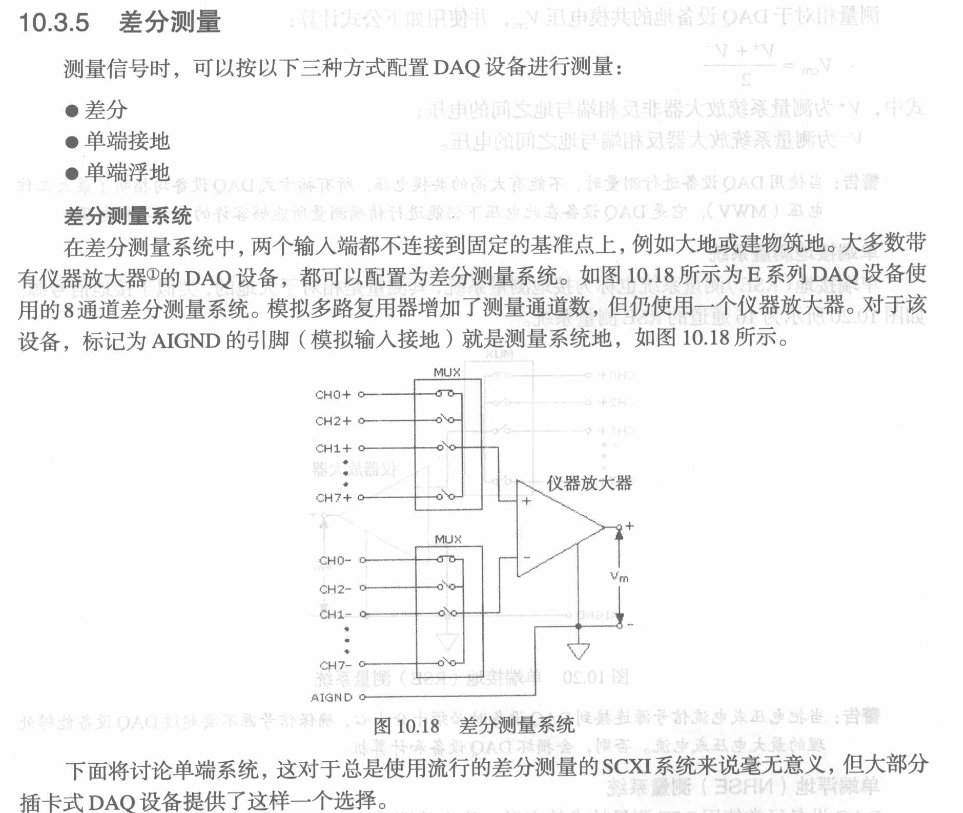 10.3.5 差分测量
测量信号时，可以按以下三种方式配置 DAQ 设备进行测量：
● 差分
● 单端接地
● 单端浮地
差分测量系统
在差分测量系统中，两个输入端都不连接到固定的基准点上，例如大地或建物筑地。大多数带
有仪器放大器①的 DAQ 设备，都可以配置为差分测量系统。如图 10.18 所示为 E 系列 DAQ 设备使
用的 8 通道差分测量系统。模拟多路复用器增加了测量通道数，但仍使用一个仪器放大器。对于该
设备，标记为 AIGND 的引脚（模拟输入接地）就是测量系统地，如图 10.18 所示。
MUX
CH0+
CH2+
CH1+
CH7+
仪器放大器
+
-
+
Vm
-
MUX
CH0-
CH2-
CH1-
CH7-
AIGND
图 10.18 差分测量系统
下面将讨论单端系统，这对于总是使用流行的差分测量的 SCXI 系统来说毫无意义，但大部分
插卡式 DAQ 设备提供了这样一个选择。